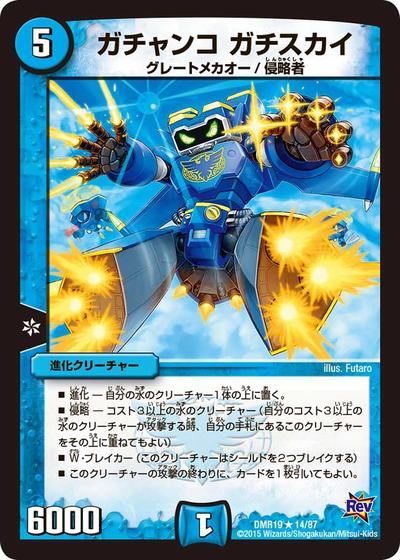 5
ガチャンコ ガチスカイ
グレートメカオー / 侵略者
しんりゃくしゃ
illus. Futaro
進化クリーチャー
■ 進化 ― 自分の水のクリーチャー1体の上に置く。
■ 侵略 ― コスト3以上の水のクリーチャー (自分のコスト3以上の
水のクリーチャーが攻撃する時、自分の手札にあるこのクリーチャー
をその上に重ねてもよい)
■ W・ブレイカー (このクリーチャーはシールドを2つブレイクする)
■ このクリーチャーの攻撃の終わりに、カードを1枚引いてもよい。
Rev
6000
1
DMR19 ★ 14/87
©2015 Wizards/Shogakukan/Mitsui-Kids